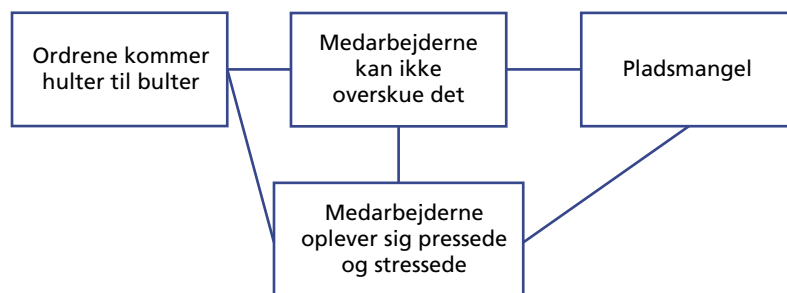 Ordrene kommer
hulter til bulter
Medarbejderne
kan ikke
overskue det
Pladsmangel
Medarbejderne
oplever sig pressede
og stressede